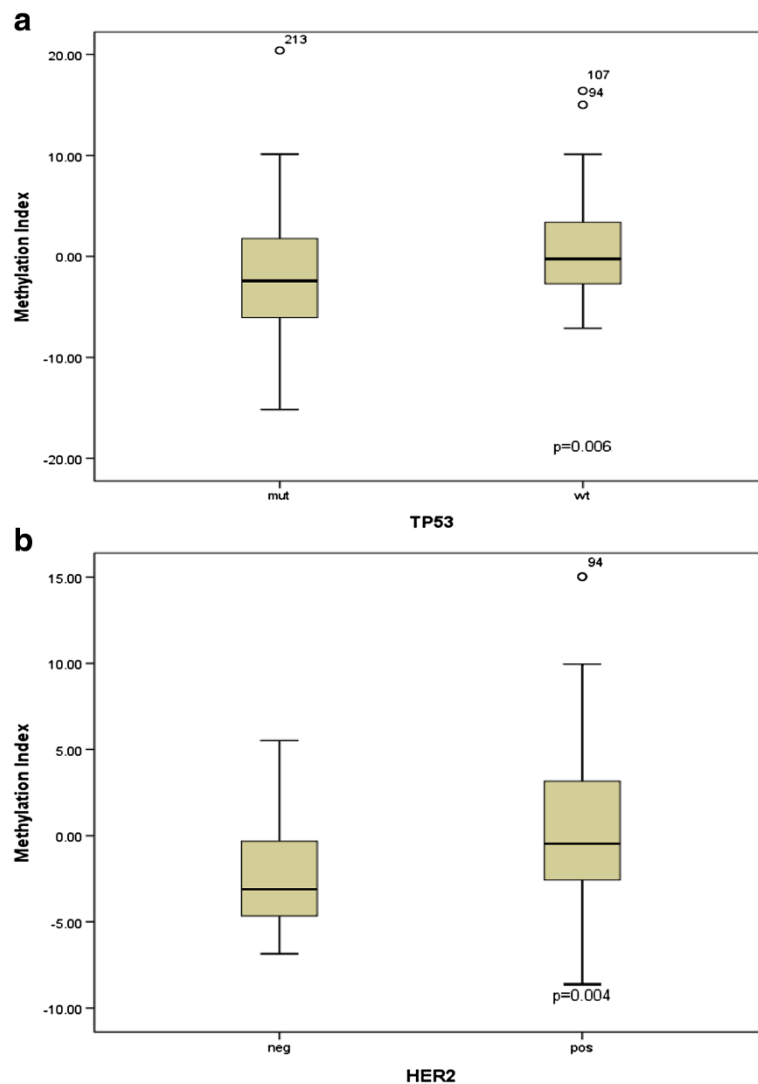 a
213
20.00
107
94
10.00
0.00
-10.00
-20.00
Methylation Index
p=0.006
mut
wt
TP53
b
94
15.00
10.00
5.00
0.00
-5.00
-10.00
Methylation Index
p=0.004
neg
pos
HER2